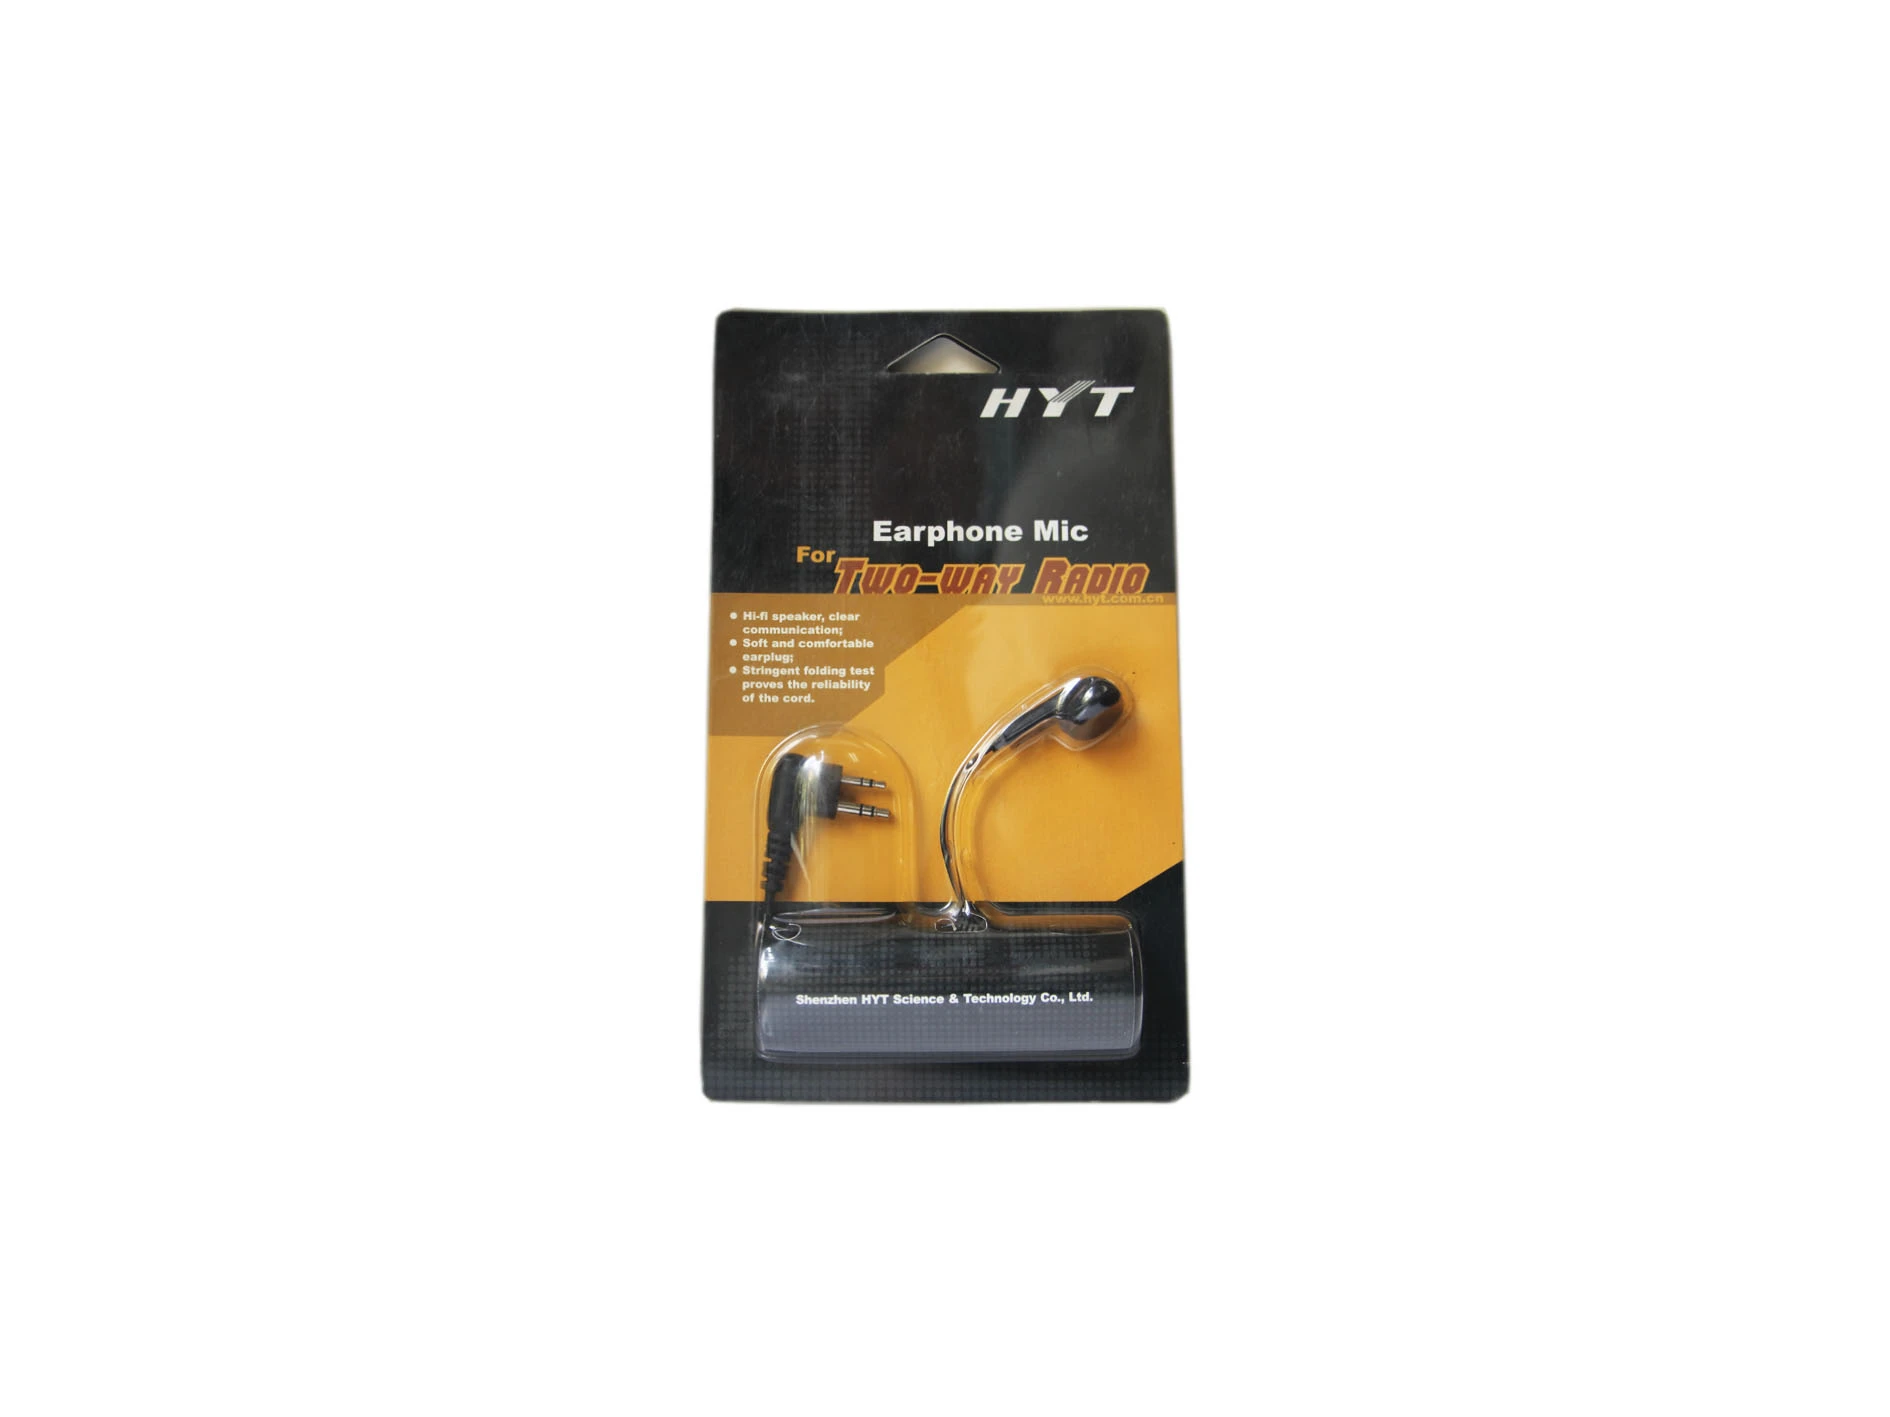 HYT
Earphone Mic
For
Two-way Radio
www.hyt.com.cn
• Hi-fi speaker, clear
communication;
• Soft and comfortable
earplug;
• Stringent folding test
proves the reliability
of the cord.
Shenzhen HYT Science & Technology Co., Ltd.